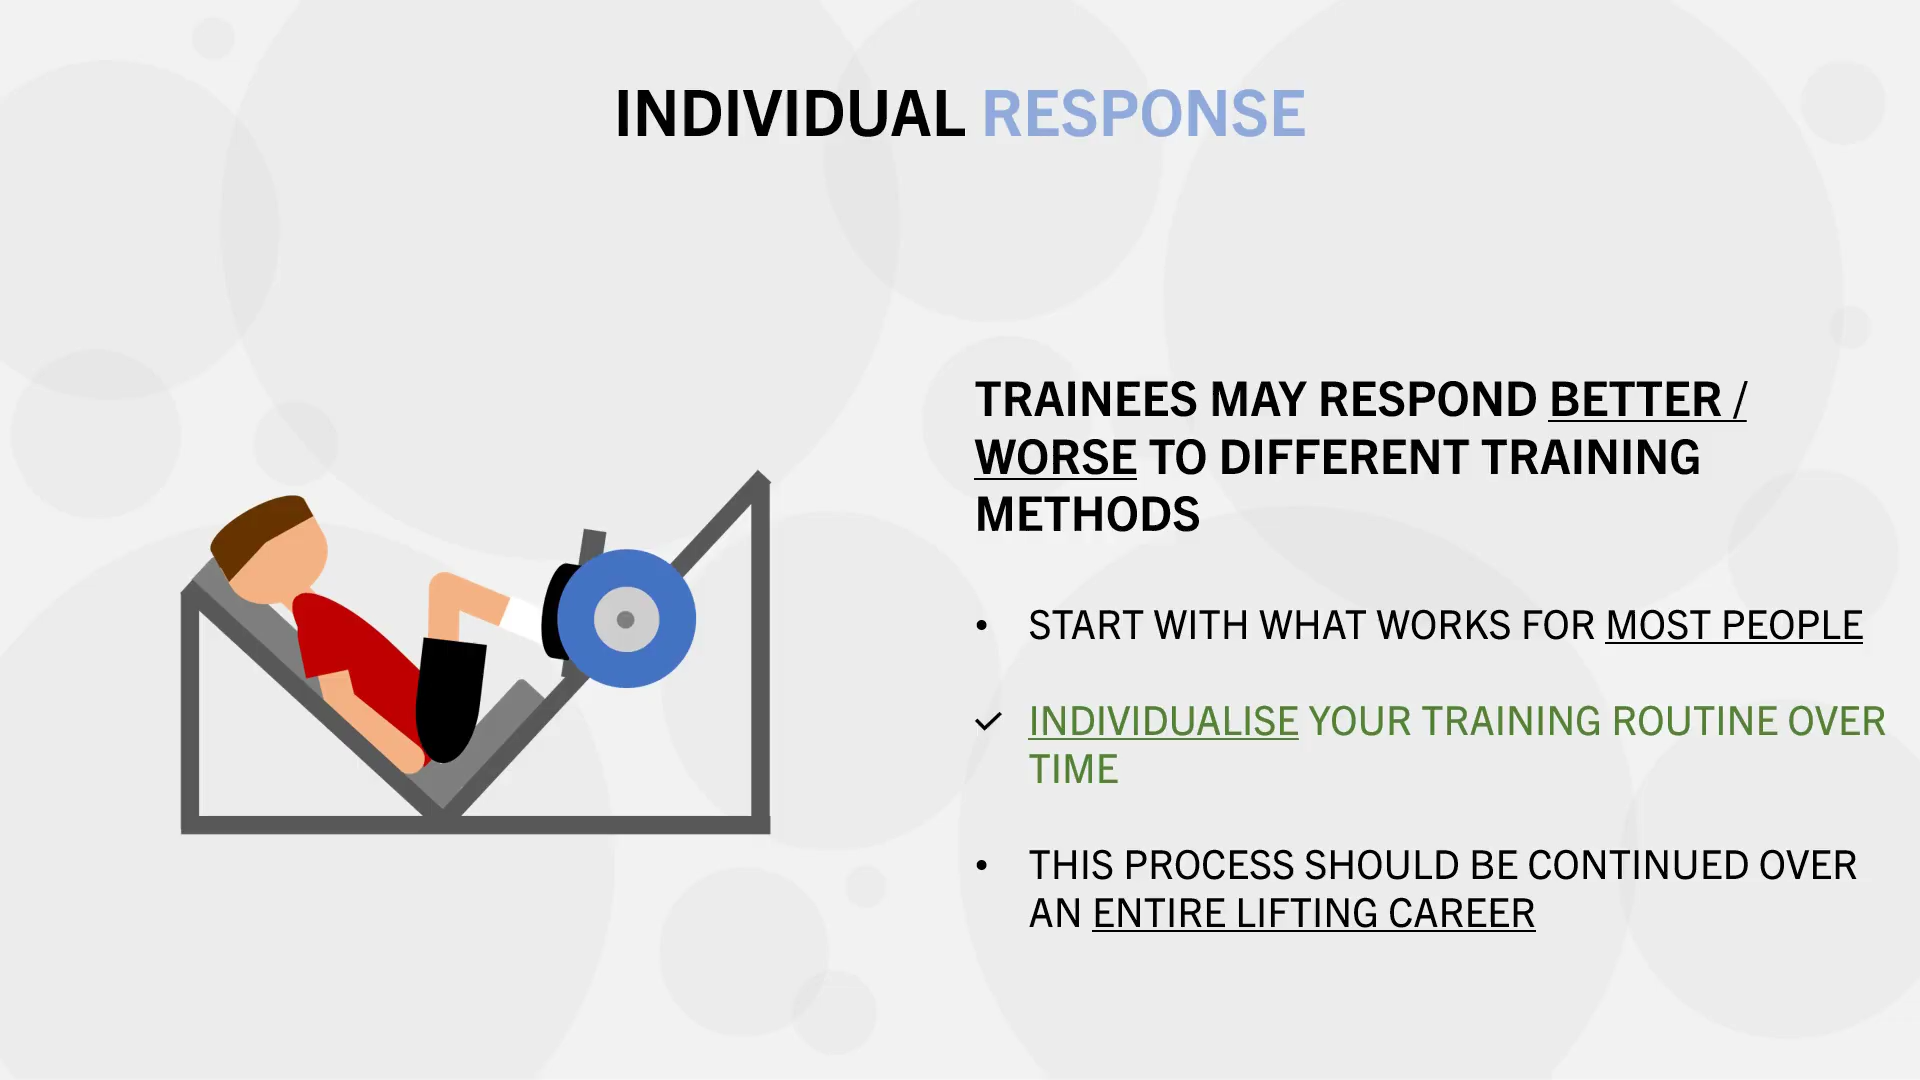 INDIVIDUAL RESPONSE
TRAINEES MAY RESPOND BETTER /
WORSE TO DIFFERENT TRAINING
METHODS
• START WITH WHAT WORKS FOR MOST PEOPLE
✓ INDIVIDUALISE YOUR TRAINING ROUTINE OVER
TIME
• THIS PROCESS SHOULD BE CONTINUED OVER
AN ENTIRE LIFTING CAREER